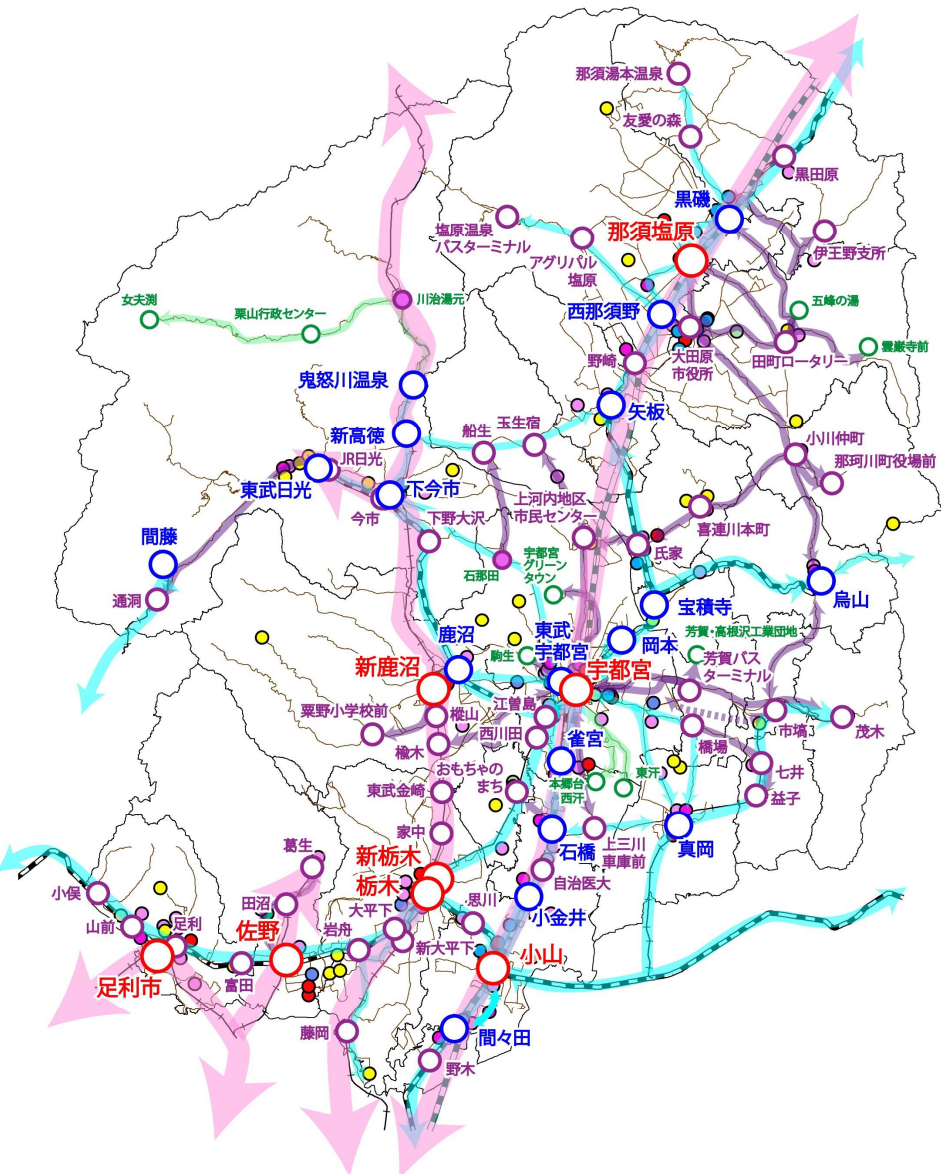 那須湯本温泉
友愛の森
黒田原
黒磯
塩原温泉
バスターミナル
那須塩原
アグリパル
塩原
伊王野支所
女夫渕
栗山行政センター
川治湯元
西那須野
五峰の湯
雲巌寺前
大田原
市役所
田町ロータリー
野崎
鬼怒川温泉
矢板
新高徳
船生
玉生宿
小川仲町
那珂川町役場前
JR日光
東武日光
下今市
今市
下野大沢
上河内地区
市民センター
喜連川本町
氏家
間藤
通洞
石那田
宇都宮
グリーン
タウン
宝積寺
烏山
鹿沼
駒生
東武
宇都宮
岡本
芳賀・高根沢工業団地
芳賀バス
ターミナル
新鹿沼
宇都宮
粟野小学校前
樅山
江曽島
西川田
楡木
雀宮
橋場
市塙
茂木
七井
益子
おもちゃの
まち
本郷台
西汗
東汗
東武金崎
家中
石橋
上三川
車庫前
真岡
葛生
新栃木
栃木
自治医大
小金井
小俣
山前
足利
田沼
佐野
岩舟
大平下
新大平下
思川
小山
足利市
富田
藤岡
間々田
野木